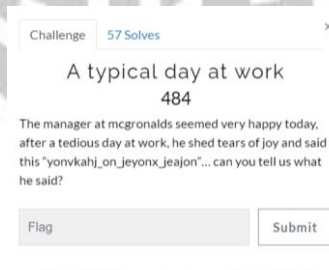 ×
Challenge 57 Solves
A typical day at work
484
The manager at mcgronalds seemed very happy today,
after a tedious day at work, he shed tears of joy and said
this "yonvkahj_on_jeyonx_jeajon"... can you tell us what
he said?
Flag Submit